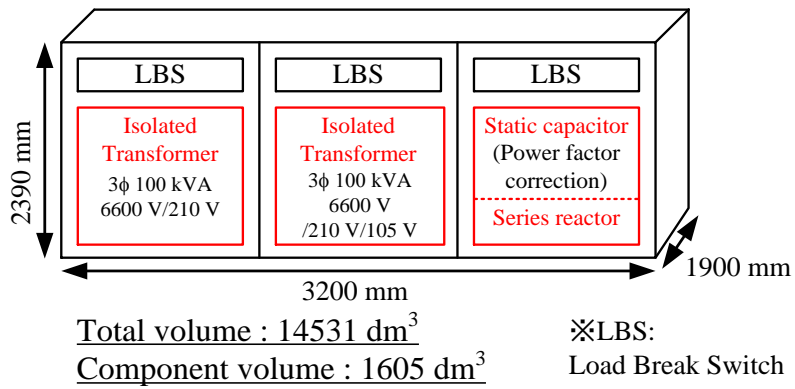 LBS
LBS
LBS
Isolated
Transformer
3ϕ 100 kVA
6600 V/210 V
Isolated
Transformer
3ϕ 100 kVA
6600 V
/210 V/105 V
Static capacitor
(Power factor
correction)
Series reactor
2390 mm
3200 mm
1900 mm
Total volume : 14531 dm³
Component volume : 1605 dm³
※LBS:
Load Break Switch